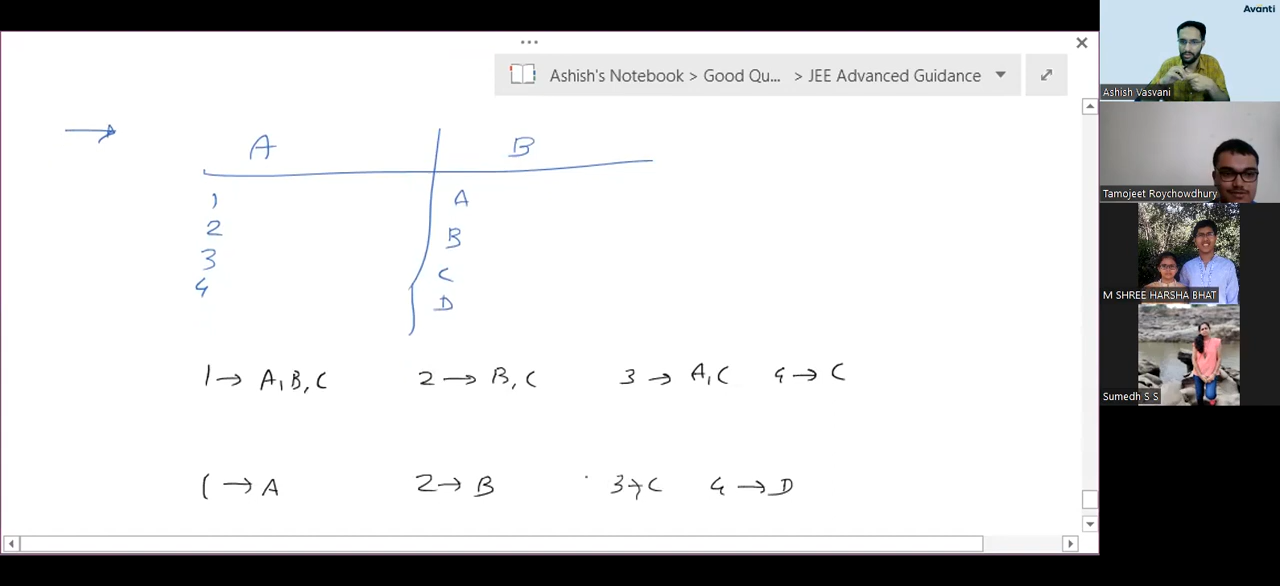 Avanti
...
Ashish's Notebook > Good Qu... > JEE Advanced Guidance
Ashish Vasvani
Tamojeet Roychowdhury
M SHREE HARSHA BHAT
Sumedh S S
A B
1 A
2 B
3 C
4 D
1 → A, B, C 2 → B, C 3 → A, C 4 → C
1 → A 2 → B 3 → C 4 → D